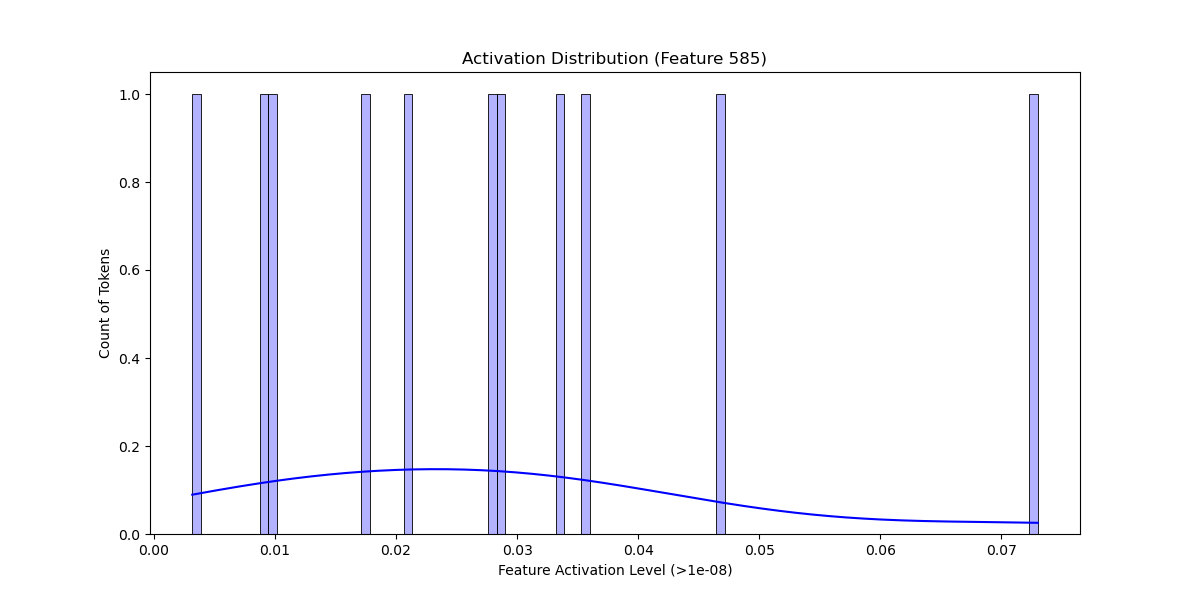 Activation Distribution (Feature 585)
1.0
0.8
0.6
0.4
0.2
0.0
Count of Tokens
0.00 0.01 0.02 0.03 0.04 0.05 0.06 0.07
Feature Activation Level (>1e-08)